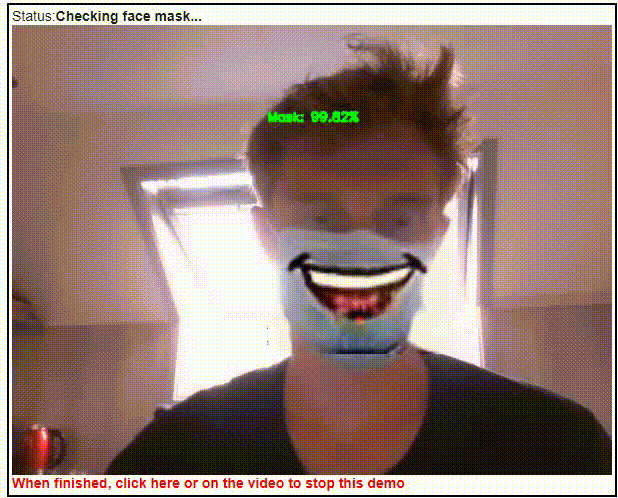 Status:Checking face mask...
Mask: 99.82%
When finished, click here or on the video to stop this demo